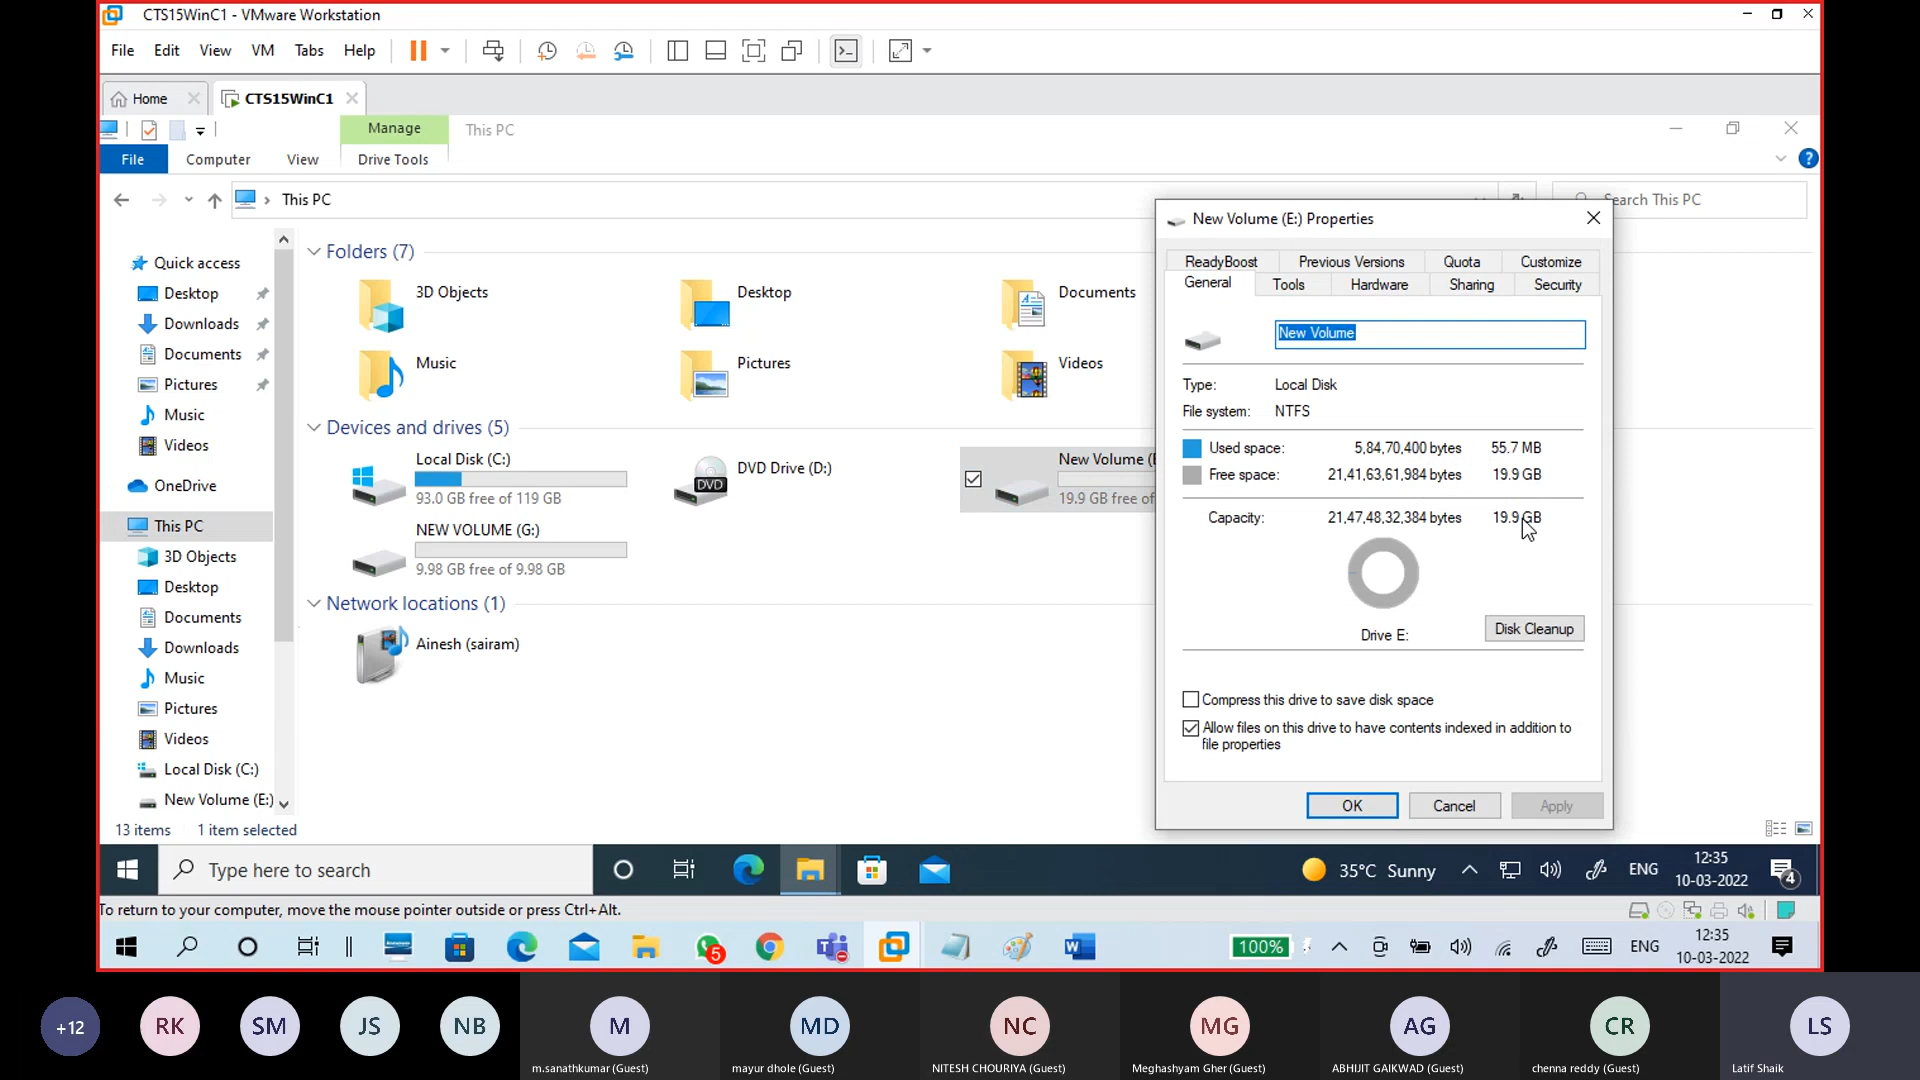 CTS15WinC1 - VMware Workstation
File Edit View VM Tabs Help
Home CTS15WinC1
Manage This PC
File Computer View Drive Tools
This PC
Search This PC
Quick access
Desktop
Downloads
Documents
Pictures
Music
Videos
OneDrive
This PC
3D Objects
Desktop
Documents
Downloads
Music
Pictures
Videos
Local Disk (C:)
New Volume (E:)
Folders (7)
3D Objects
Desktop
Documents
Music
Pictures
Videos
Devices and drives (5)
Local Disk (C:)
93.0 GB free of 119 GB
DVD
DVD Drive (D:)
New Volume (E
19.9 GB free of
NEW VOLUME (G:)
9.98 GB free of 9.98 GB
Network locations (1)
Ainesh (sairam)
13 items 1 item selected
New Volume (E:) Properties
ReadyBoost Previous Versions Quota Customize
General Tools Hardware Sharing Security
New Volume
Type: Local Disk
File system: NTFS
Used space: 5,84,70,400 bytes 55.7 MB
Free space: 21,41,63,61,984 bytes 19.9 GB
Capacity: 21,47,48,32,384 bytes 19.9 GB
Drive E:
Disk Cleanup
Compress this drive to save disk space
Allow files on this drive to have contents indexed in addition to
file properties
OK Cancel Apply
Type here to search
35°C Sunny ENG
12:35
10-03-2022
4
To return to your computer, move the mouse pointer outside or press Ctrl+Alt.
5
100%
ENG
12:35
10-03-2022
+12 RK SM JS NB M MD NC MG AG CR LS
m.sanathkumar (Guest) mayur dhole (Guest) NITESH CHOURIYA (Guest) Meghashyam Gher (Guest) ABHIJIT GAIKWAD (Guest) chenna reddy (Guest) Latif Shaik